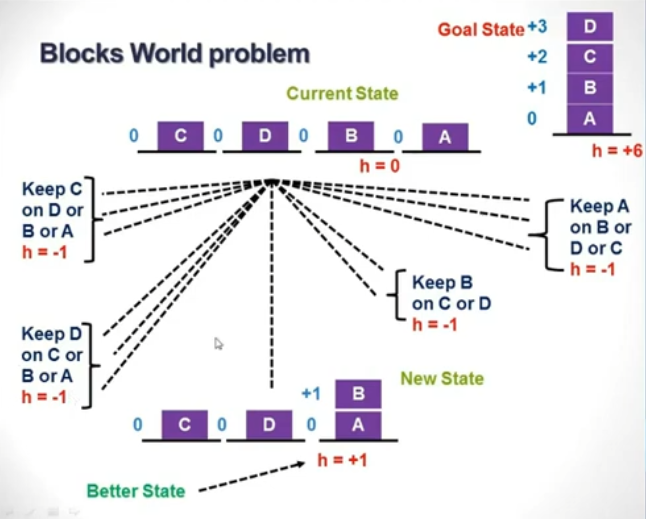 Goal State +3 D
Blocks World problem
+2 C
Current State
+1 B
0 A
0 C 0 D 0 B 0 A
h = 0
h = +6
Keep C
on D or
B or A
h = -1
Keep A
on B or
D or C
h = -1
Keep B
on C or D
h = -1
Keep D
on C or
B or A
h = -1
New State
+1 B
0 C 0 D 0 A
h = +1
Better State